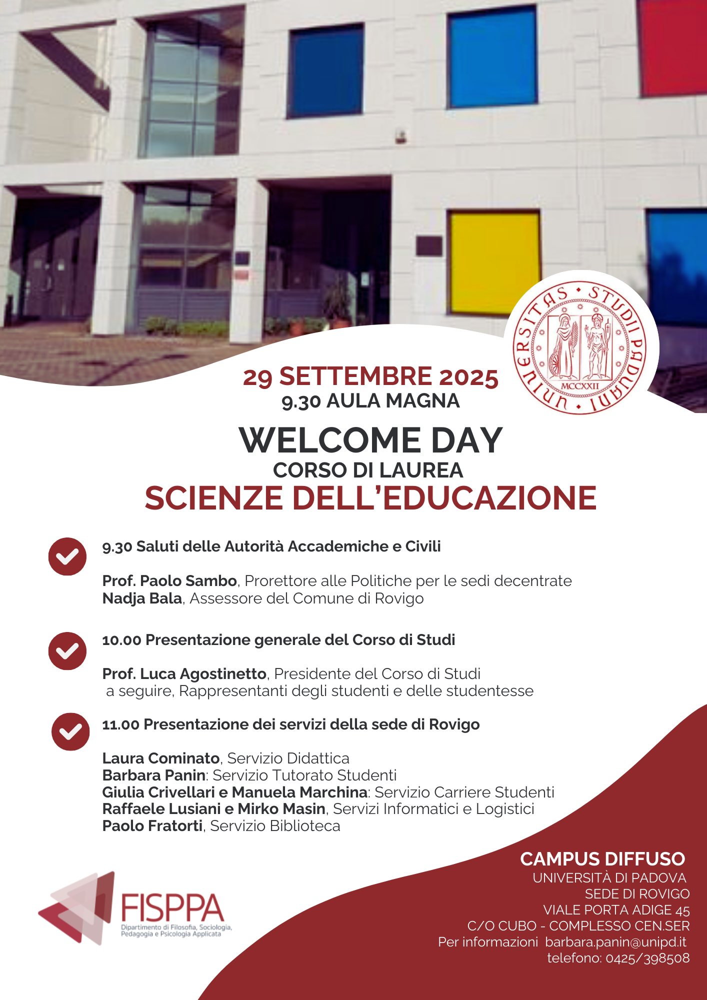 UNIVERSITAS STUDII PADUANI
MCCXXII
29 SETTEMBRE 2025
9.30 AULA MAGNA
WELCOME DAY
CORSO DI LAUREA
SCIENZE DELL'EDUCAZIONE
9.30 Saluti delle Autorità Accademiche e Civili
Prof. Paolo Sambo, Prorettore alle Politiche per le sedi decentrate
Nadja Bala, Assessore del Comune di Rovigo
10.00 Presentazione generale del Corso di Studi
Prof. Luca Agostinetto, Presidente del Corso di Studi
a seguire, Rappresentanti degli studenti e delle studentesse
11.00 Presentazione dei servizi della sede di Rovigo
Laura Cominato, Servizio Didattica
Barbara Panin: Servizio Tutorato Studenti
Giulia Crivellari e Manuela Marchina: Servizio Carriere Studenti
Raffaele Lusiani e Mirko Masin, Servizi Informatici e Logistici
Paolo Fratorti, Servizio Biblioteca
FISPPA
Dipartimento di Filosofia, Sociologia,
Pedagogia e Psicologia Applicata
CAMPUS DIFFUSO
UNIVERSITÀ DI PADOVA
SEDE DI ROVIGO
VIALE PORTA ADIGE 45
C/O CUBO - COMPLESSO CEN.SER
Per informazioni barbara.panin@unipd.it
telefono: 0425/398508